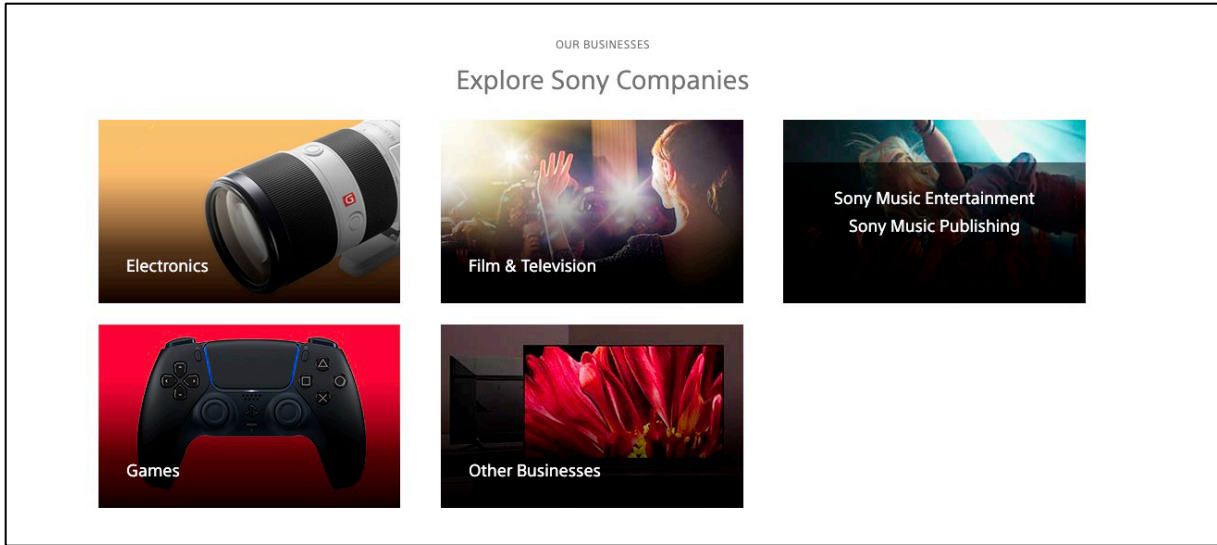 OUR BUSINESSES
Explore Sony Companies
Electronics
Film & Television
Sony Music Entertainment
Sony Music Publishing
Games
Other Businesses